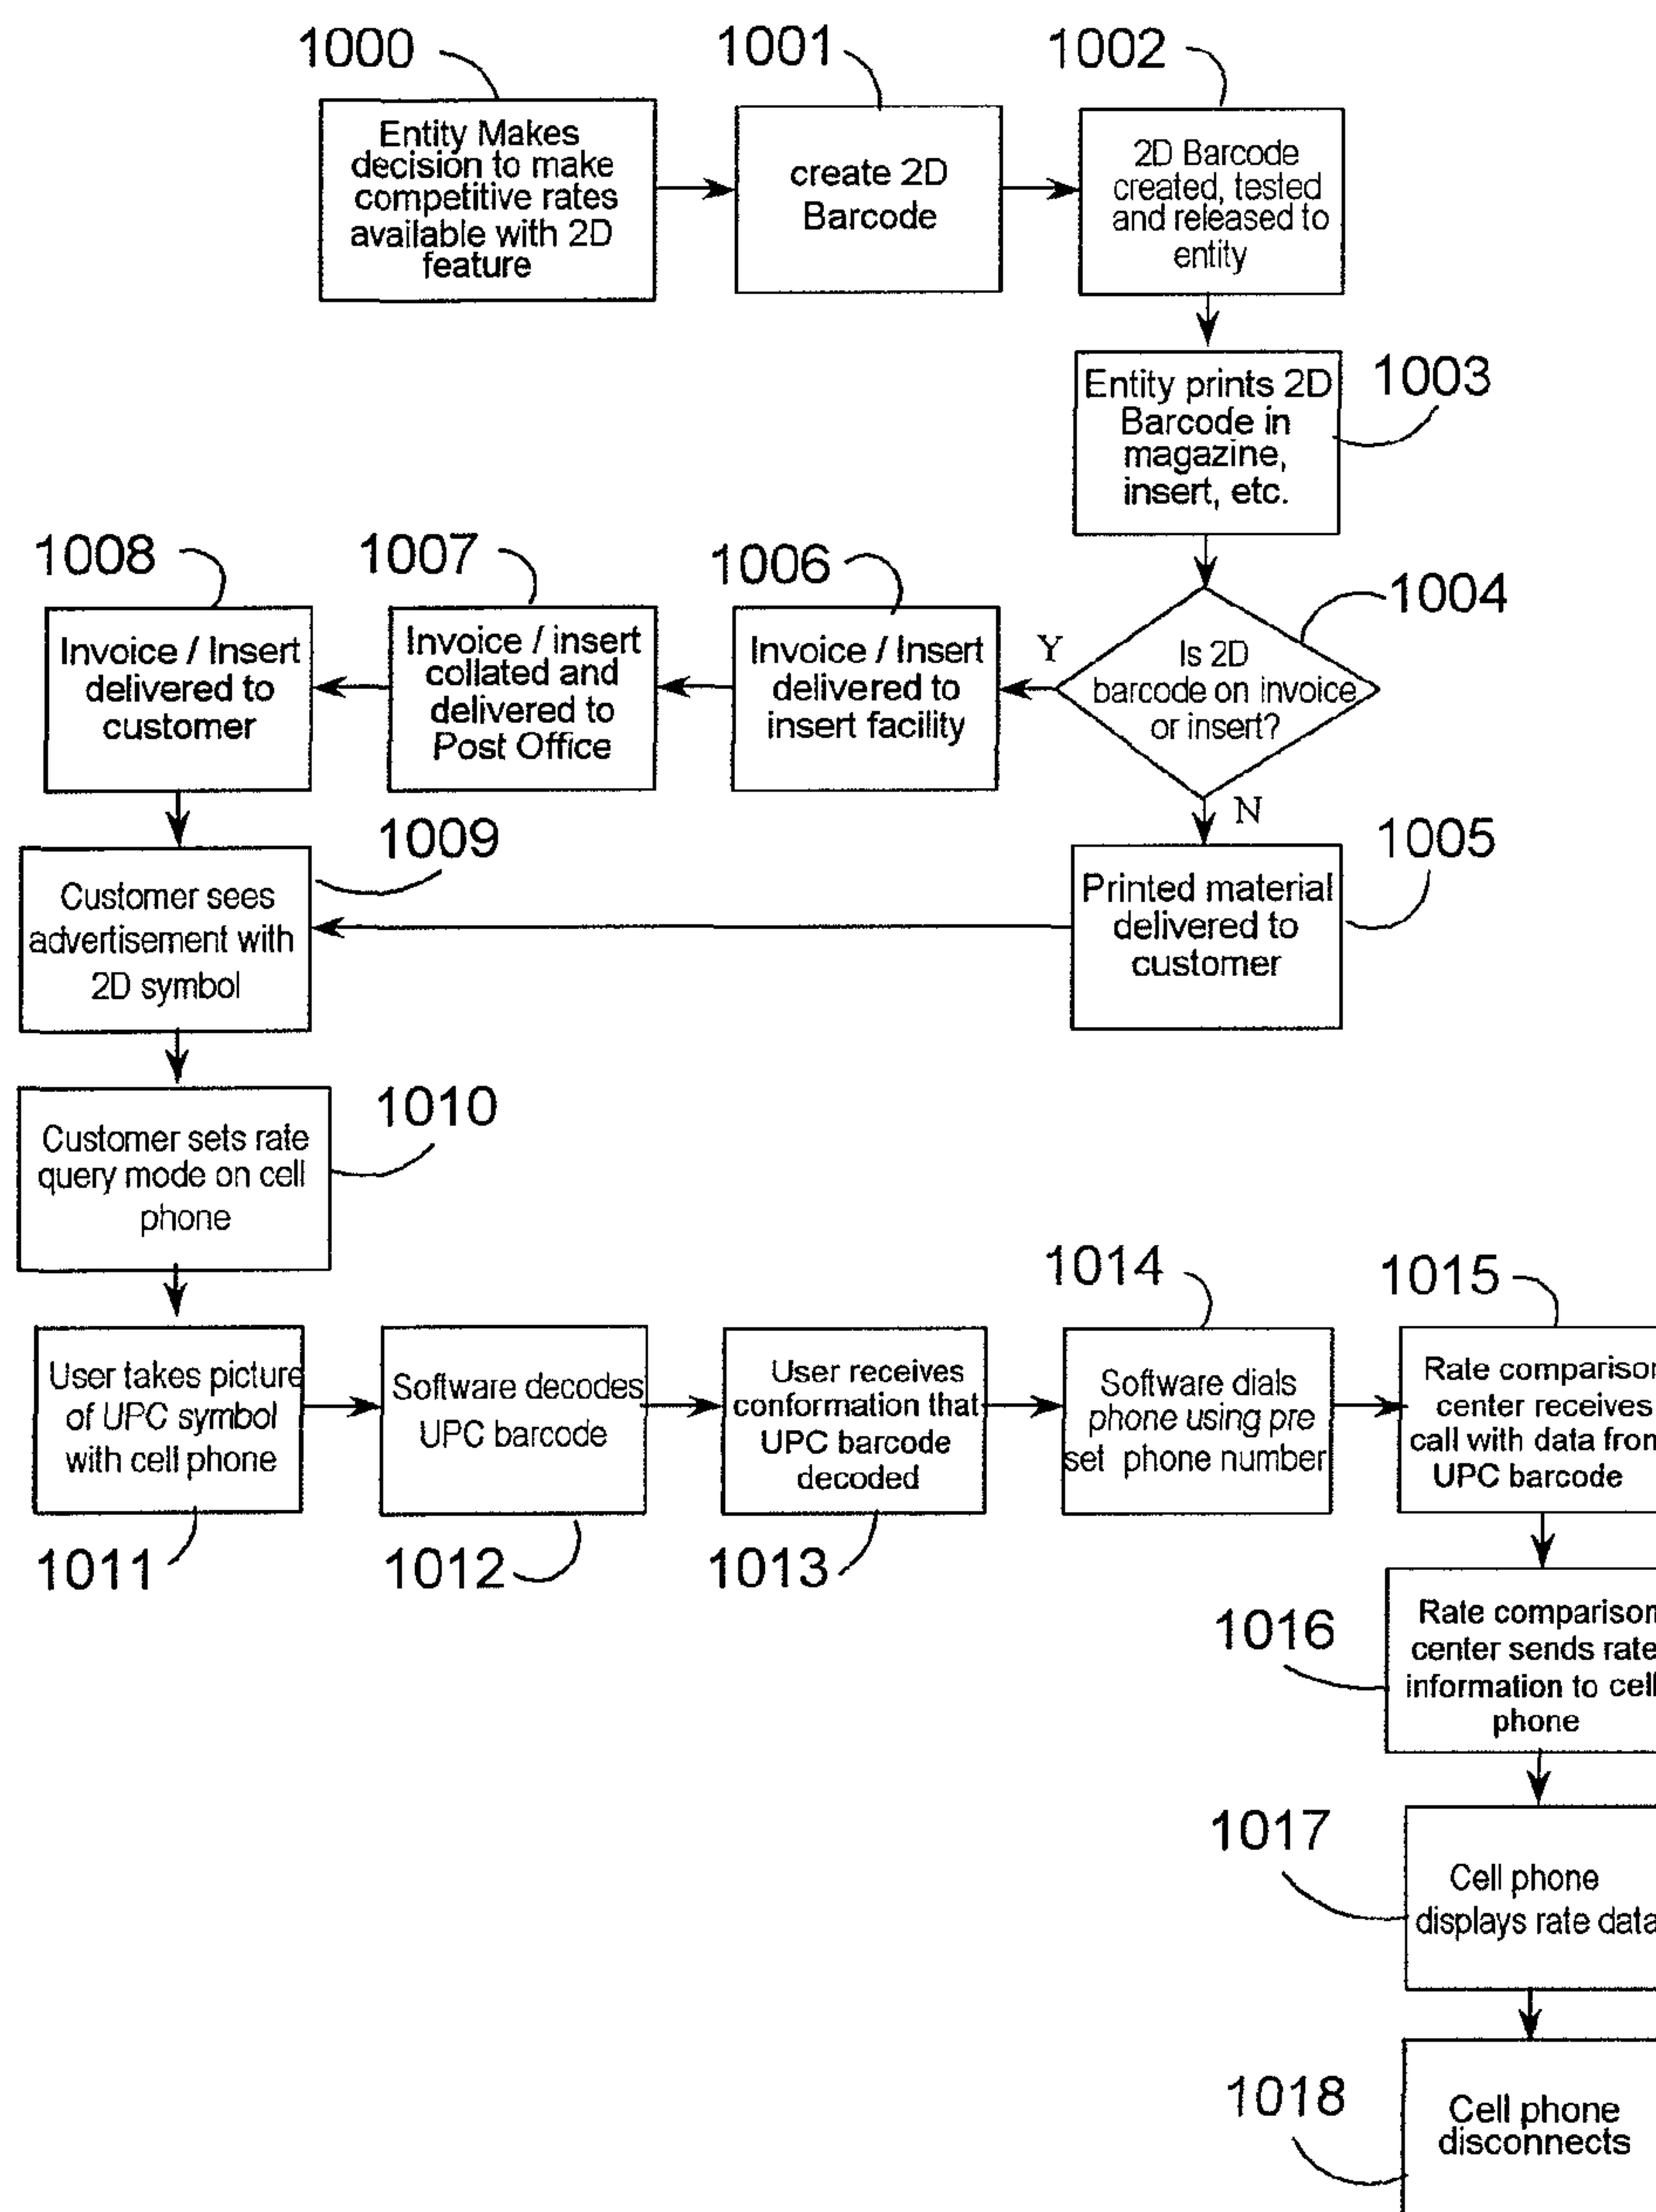 1000
Entity Makes
decision to make
competitive rates
available with 2D
feature
1001
create 2D
Barcode
1002
2D Barcode
created, tested
and released to
entity
1003
Entity prints 2D
Barcode in
magazine,
insert, etc.
1004
Is 2D
barcode on invoice
or insert?
Y
N
1005
Printed material
delivered to
customer
1006
Invoice / Insert
delivered to
insert facility
1007
Invoice / insert
collated and
delivered to
Post Office
1008
Invoice / Insert
delivered to
customer
1009
Customer sees
advertisement with
2D symbol
1010
Customer sets rate
query mode on cell
phone
1011
User takes picture
of UPC symbol
with cell phone
1012
Software decodes
UPC barcode
1013
User receives
conformation that
UPC barcode
decoded
1014
Software dials
phone using pre
set phone number
1015
Rate comparison
center receives
call with data from
UPC barcode
1016
Rate comparison
center sends rate
information to cell
phone
1017
Cell phone
displays rate data
1018
Cell phone
disconnects